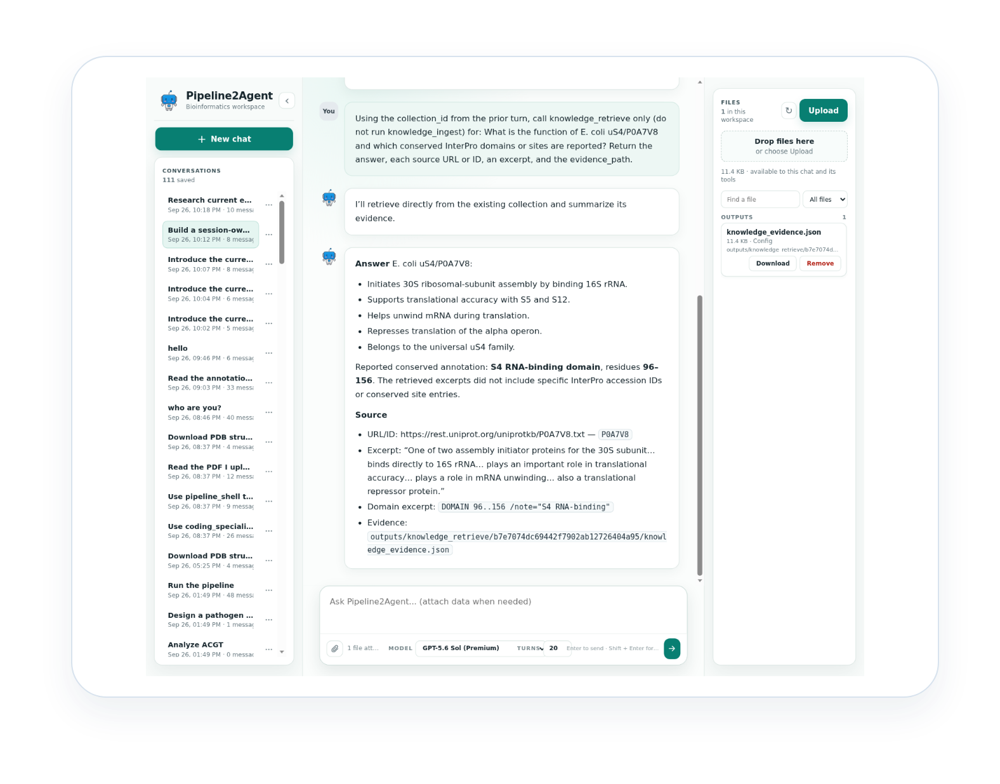 Pipeline2Agent
Bioinformatics workspace
‹
+ New chat
CONVERSATIONS
111 saved
Research current e...
Sep 26, 10:18 PM · 10 messa
Build a session-ow...
Sep 26, 10:12 PM · 8 messag
Introduce the curre...
Sep 26, 10:07 PM · 8 messag
Introduce the curre...
Sep 26, 10:04 PM · 6 messag
Introduce the curre...
Sep 26, 10:02 PM · 5 messag
hello
Sep 26, 09:46 PM · 6 messag
Read the annotatio...
Sep 26, 09:03 PM · 33 messa
who are you?
Sep 26, 08:46 PM · 40 messa
Download PDB stru...
Sep 26, 08:37 PM · 4 messag
Read the PDF I upl...
Sep 26, 08:37 PM · 12 messa
Use pipeline_shell t...
Sep 26, 08:37 PM · 9 messag
Use coding_speciali...
Sep 26, 08:37 PM · 26 messa
Download PDB stru...
Sep 26, 05:25 PM · 4 messag
Run the pipeline
Sep 26, 01:49 PM · 48 messa
Design a pathogen ...
Sep 26, 01:49 PM · 1 messag
Analyze ACGT
Sep 26, 01:49 PM · 0 messag
You
Using the collection_id from the prior turn, call knowledge_retrieve only (do
not run knowledge_ingest) for: What is the function of E. coli uS4/P0A7V8
and which conserved InterPro domains or sites are reported? Return the
answer, each source URL or ID, an excerpt, and the evidence_path.
I’ll retrieve directly from the existing collection and summarize its
evidence.
Answer E. coli uS4/P0A7V8:
• Initiates 30S ribosomal-subunit assembly by binding 16S rRNA.
• Supports translational accuracy with S5 and S12.
• Helps unwind mRNA during translation.
• Represses translation of the alpha operon.
• Belongs to the universal uS4 family.
Reported conserved annotation: S4 RNA-binding domain, residues 96–
156. The retrieved excerpts did not include specific InterPro accession IDs
or conserved site entries.
Source
• URL/ID: https://rest.uniprot.org/uniprotkb/P0A7V8.txt — P0A7V8
• Excerpt: “One of two assembly initiator proteins for the 30S subunit…
binds directly to 16S rRNA… plays an important role in translational
accuracy… plays a role in mRNA unwinding… also a translational
repressor protein.”
• Domain excerpt: DOMAIN 96..156 /note="S4 RNA-binding"
• Evidence:
outputs/knowledge_retrieve/b7e7074dc69442f7902ab12726404a95/knowl
edge_evidence.json
Ask Pipeline2Agent... (attach data when needed)
1 file att...
MODEL
GPT-5.6 Sol (Premium)
TURNS
20
Enter to send · Shift + Enter for...
FILES
1 in this
workspace
Upload
Drop files here
or choose Upload
11.4 KB · available to this chat and its
tools
Find a file
All files
OUTPUTS 1
knowledge_evidence.json
11.4 KB · Config
outputs/knowledge_retrieve/b7e7074d...
Download
Remove